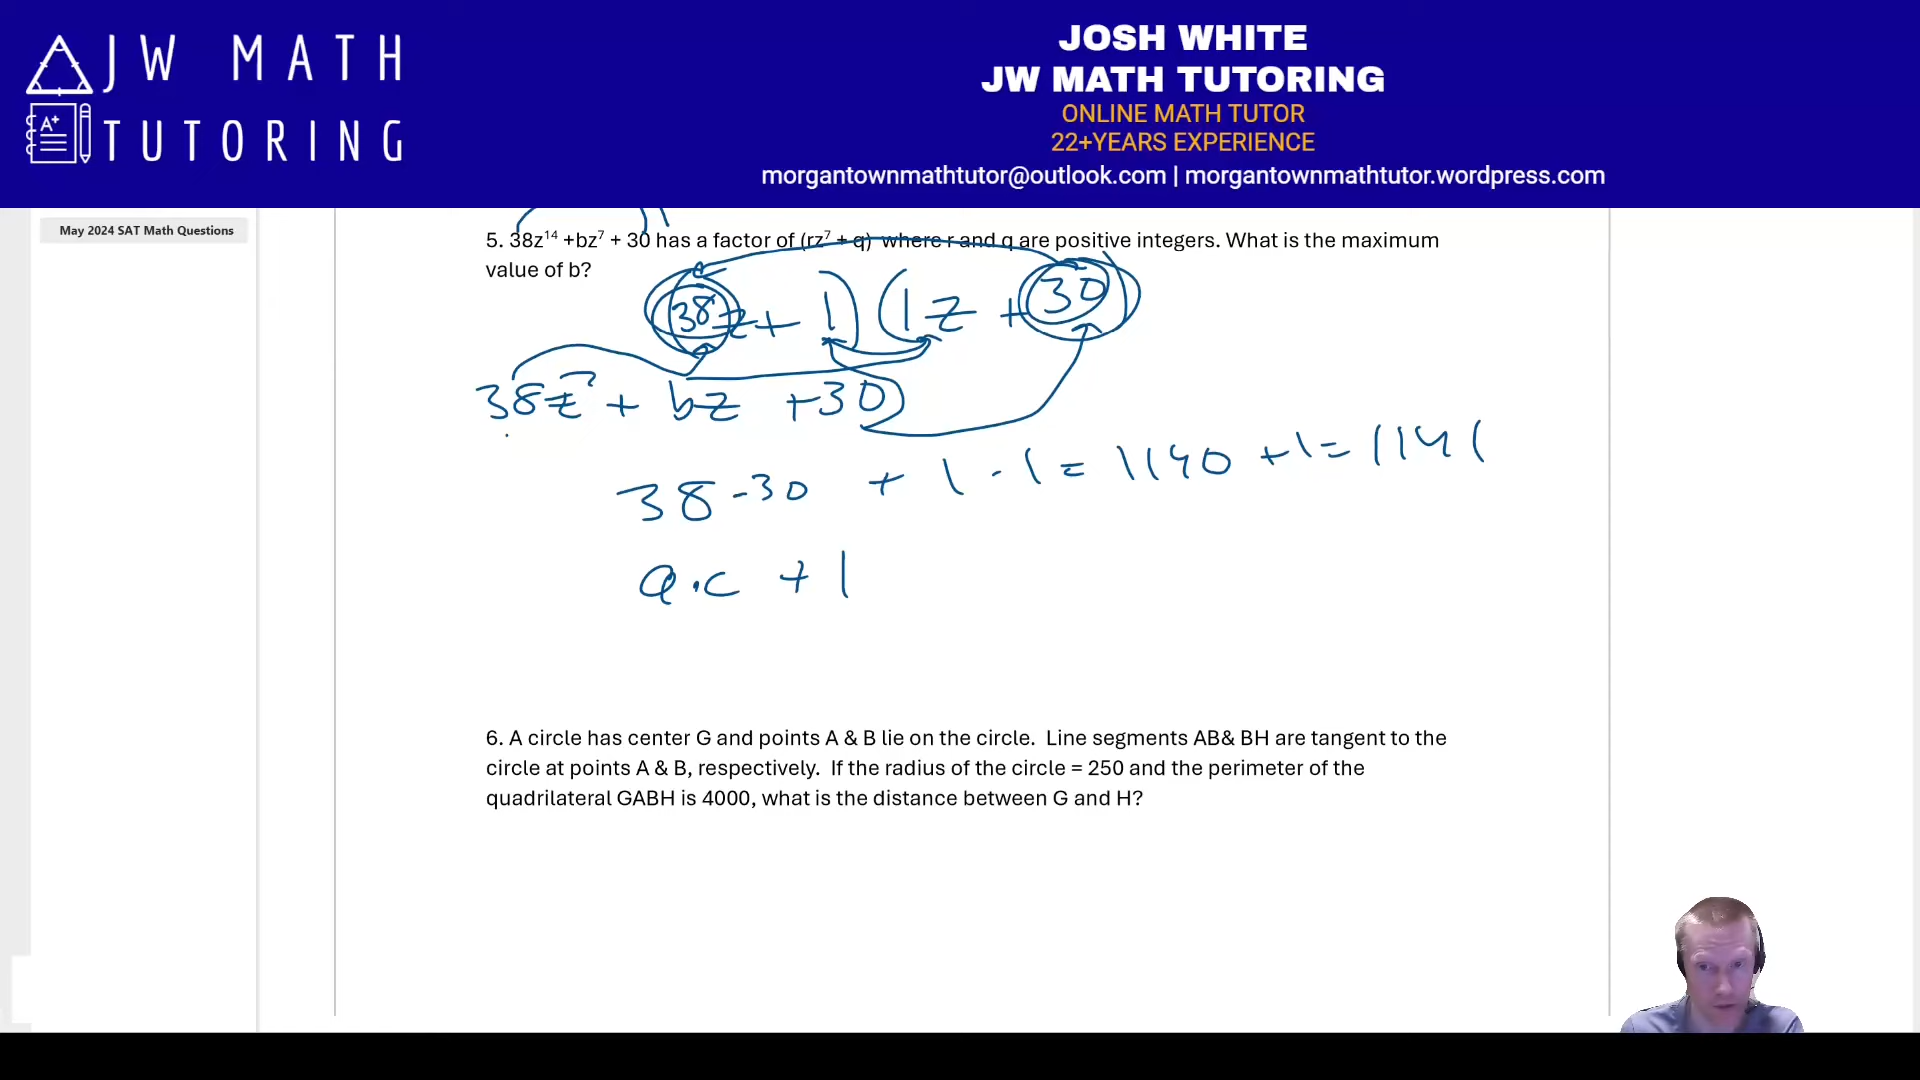 JW MATH
A+
TUTORING
JOSH WHITE
JW MATH TUTORING
ONLINE MATH TUTOR
22+YEARS EXPERIENCE
morgantownmathtutor@outlook.com | morgantownmathtutor.wordpress.com
May 2024 SAT Math Questions
5. 38z¹⁴ +bz⁷ + 30 has a factor of (rz⁷ + q) where r and q are positive integers. What is the maximum
value of b?
38z + 1) (1z + 30)
38z² + bz + 30
38 · 30 + 1 · 1 = 1140 + 1 = 1141
a · c + 1
6. A circle has center G and points A & B lie on the circle. Line segments AB& BH are tangent to the
circle at points A & B, respectively. If the radius of the circle = 250 and the perimeter of the
quadrilateral GABH is 4000, what is the distance between G and H?